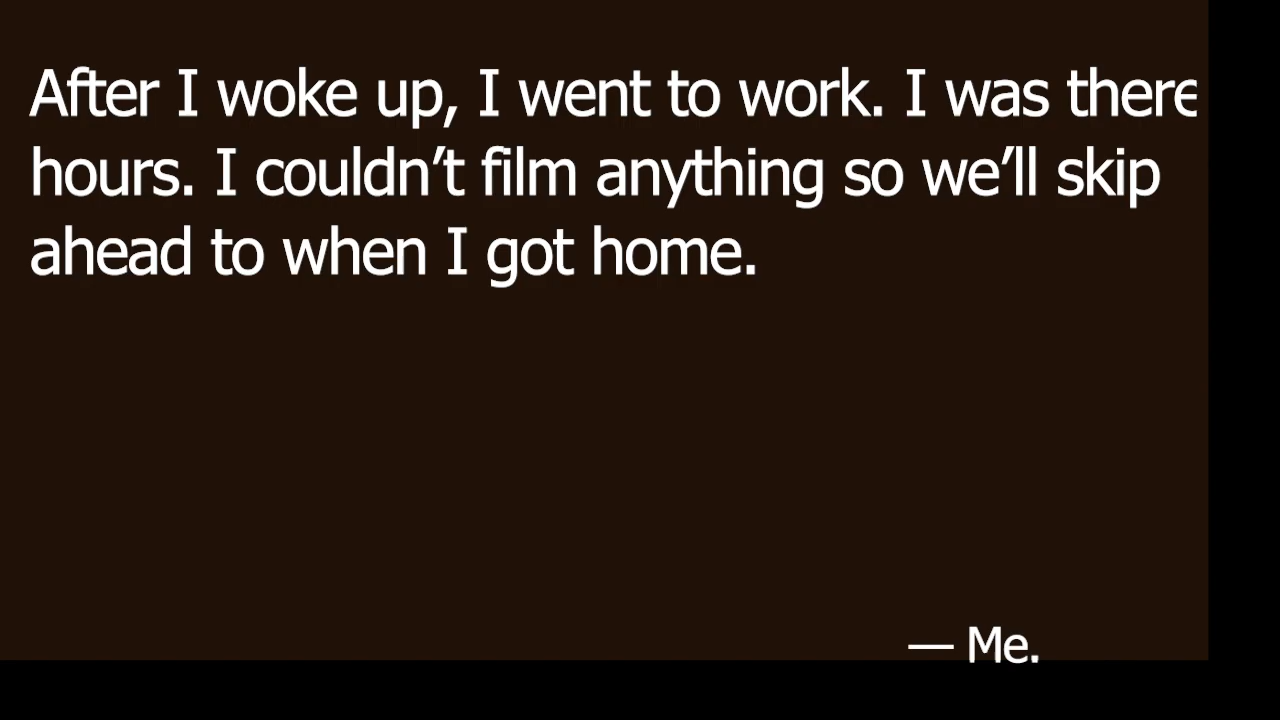 After I woke up, I went to work. I was there
hours. I couldn’t film anything so we’ll skip
ahead to when I got home.
— Me.